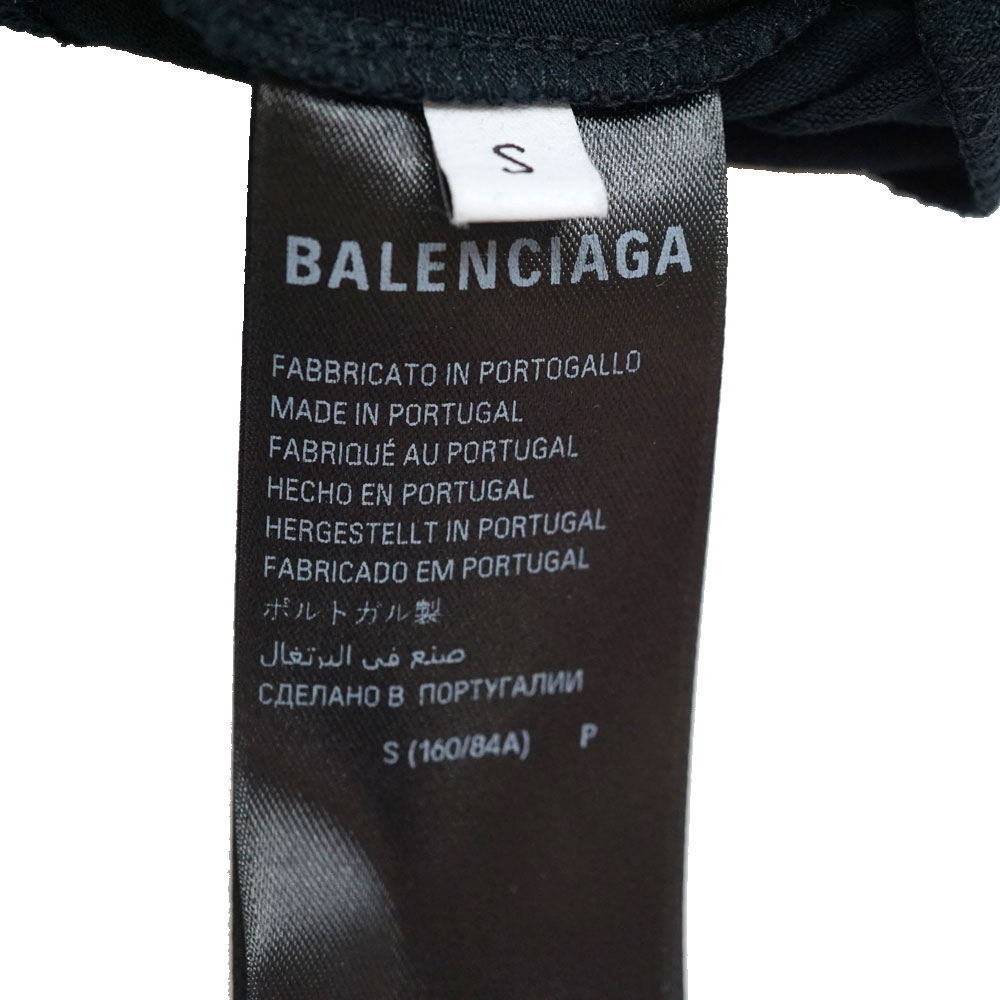 S
BALENCIAGA
FABBRICATO IN PORTOGALLO
MADE IN PORTUGAL
FABRIQUÉ AU PORTUGAL
HECHO EN PORTUGAL
HERGESTELLT IN PORTUGAL
FABRICADO EM PORTUGAL
ポルトガル製
صنع في البرتغال
СДЕЛАНО В ПОРТУГАЛИИ
S (160/84A) P